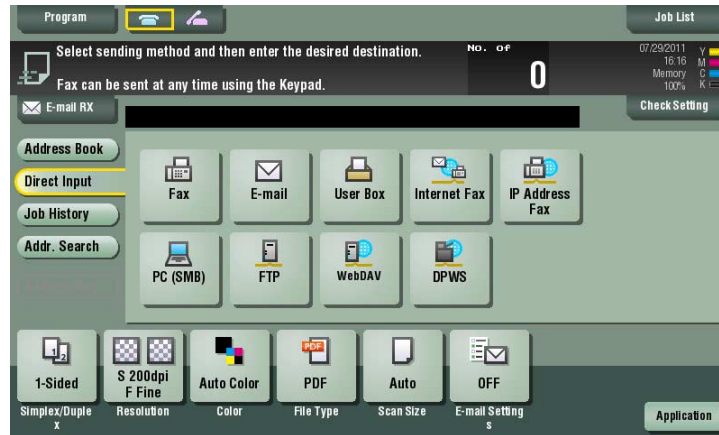 Program
Job List
Select sending method and then enter the desired destination.
Fax can be sent at any time using the Keypad.
No. of
0
07/29/2011
16:16
Memory
100%
Y
M
C
K
E-mail RX
Check Setting
Address Book
Direct Input
Job History
Addr. Search
Fax
E-mail
User Box
Internet Fax
IP Address
Fax
PC (SMB)
FTP
WebDAV
DPWS
1 2
1-Sided
S 200dpi
F Fine
Auto Color
PDF
PDF
Auto
OFF
Simplex/Duple
x
Resolution
Color
File Type
Scan Size
E-mail Setting
s
Application